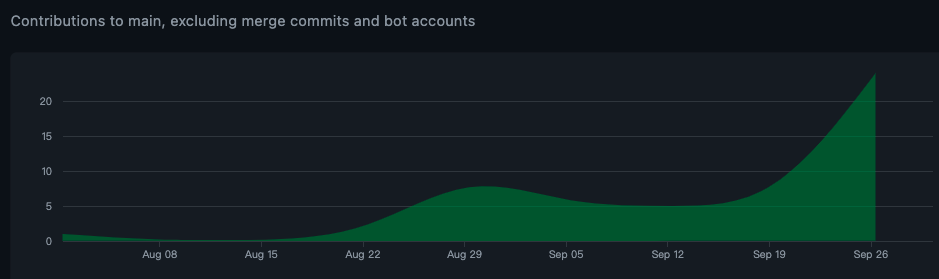 Contributions to main, excluding merge commits and bot accounts
20
15
10
5
0
Aug 08 Aug 15 Aug 22 Aug 29 Sep 05 Sep 12 Sep 19 Sep 26